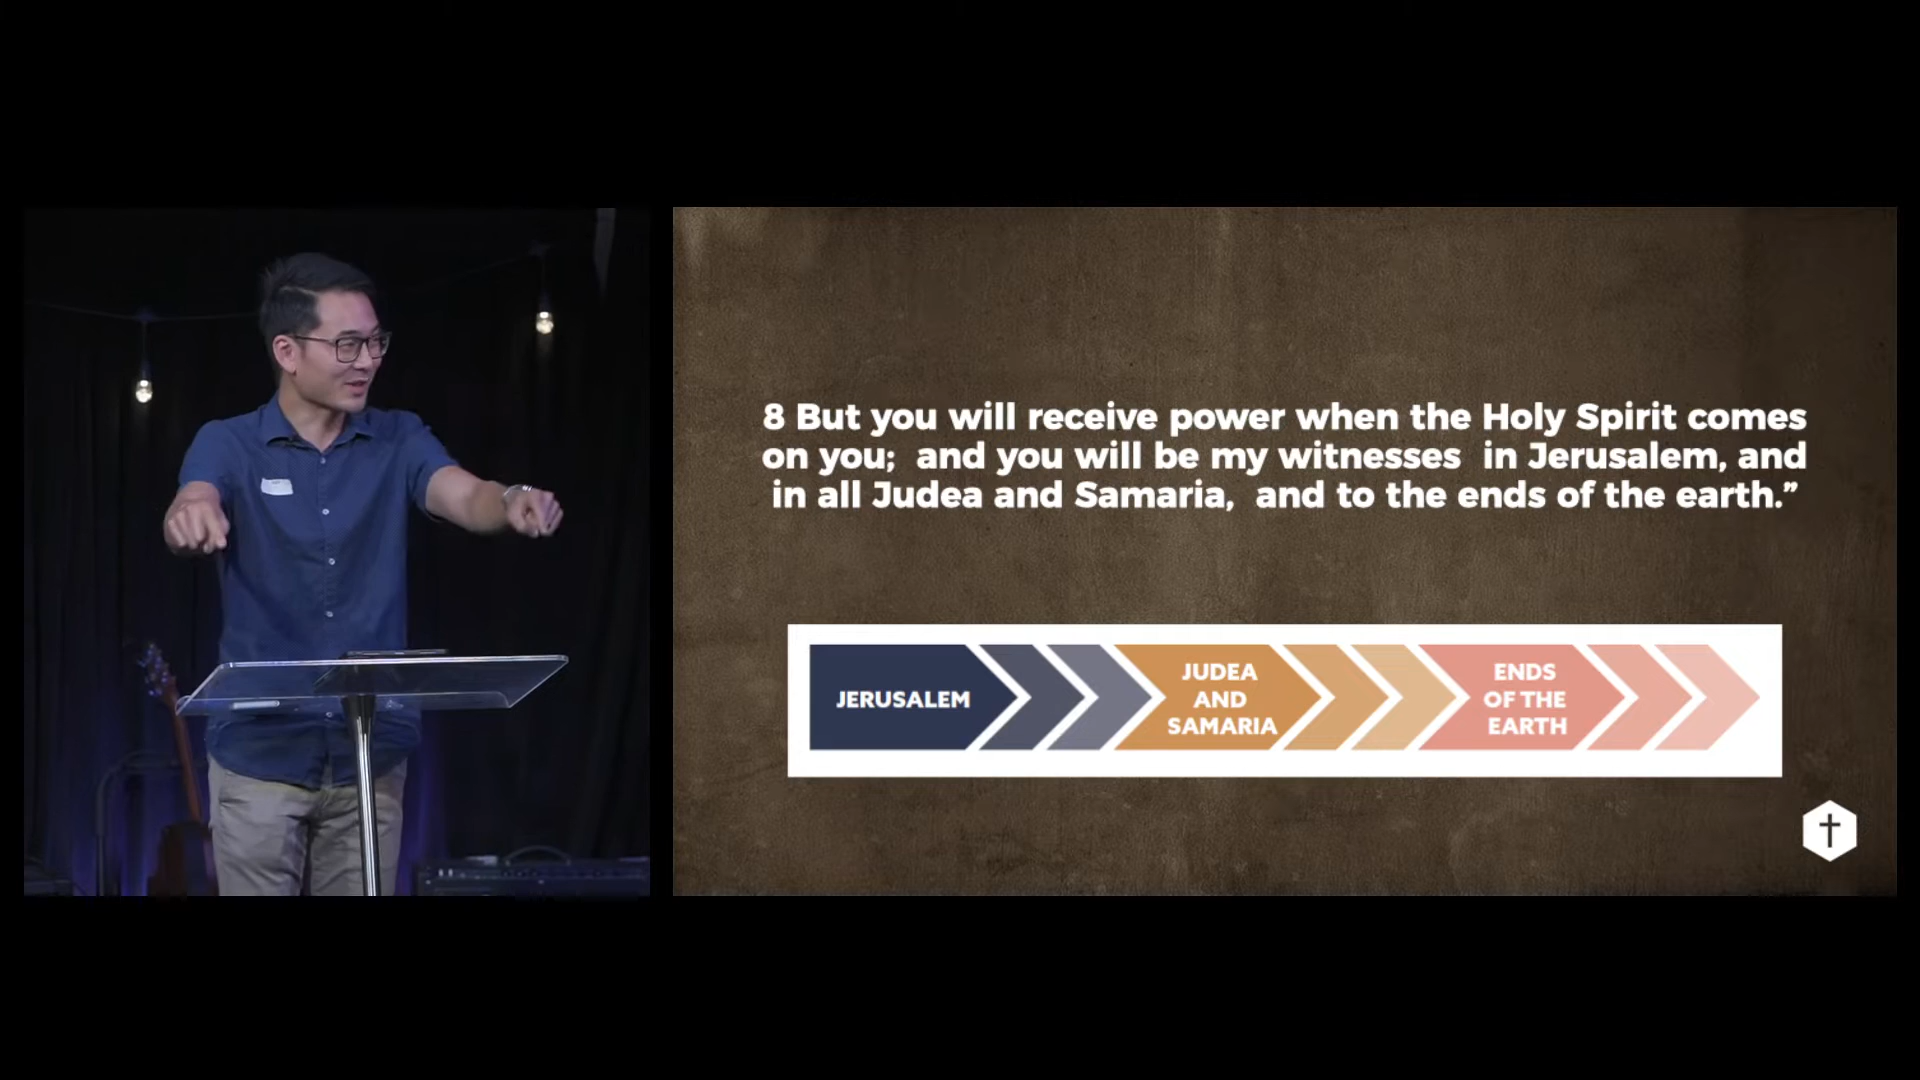 8 But you will receive power when the Holy Spirit comes
on you;  and you will be my witnesses  in Jerusalem, and
in all Judea and Samaria,  and to the ends of the earth.”
JERUSALEM
JUDEA
AND
SAMARIA
ENDS
OF THE
EARTH